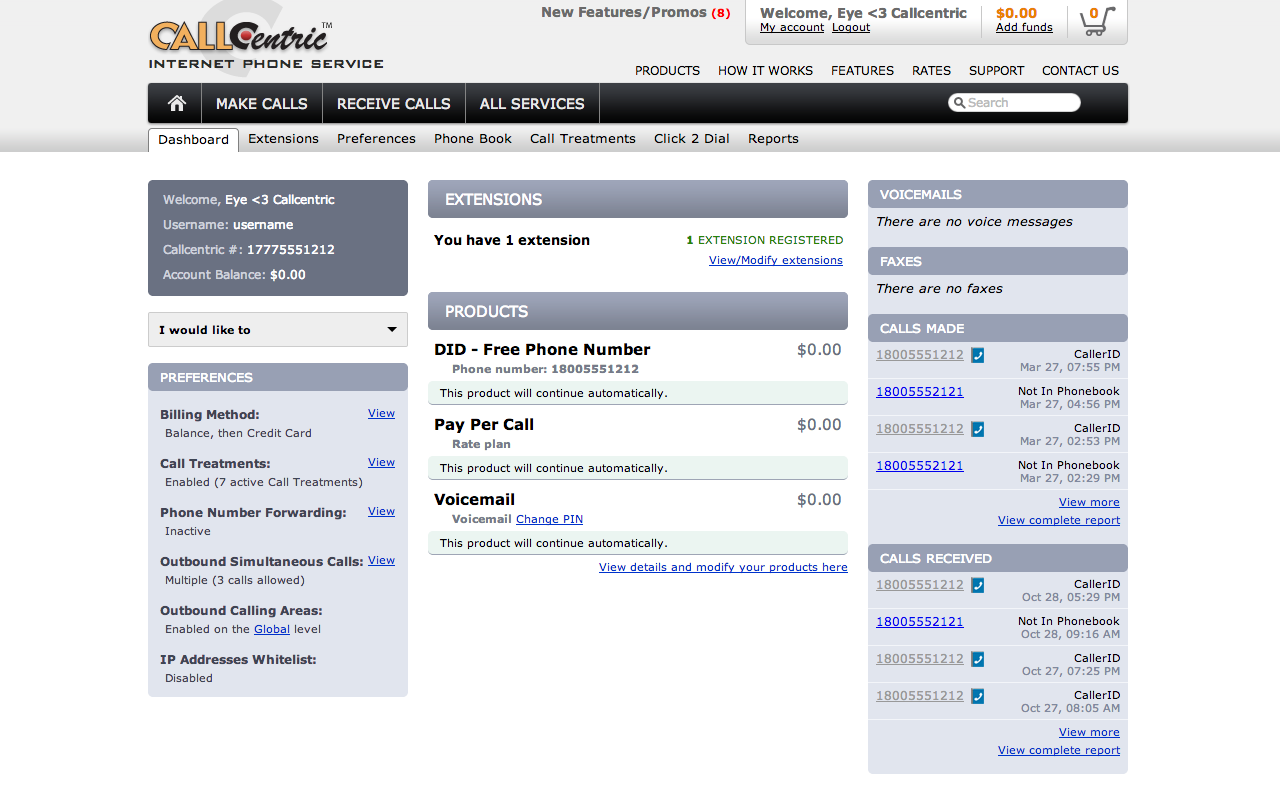 CALLCentric™
INTERNET PHONE SERVICE
New Features/Promos (8)
Welcome, Eye <3 Callcentric
My account Logout
$0.00
Add funds
0
PRODUCTS HOW IT WORKS FEATURES RATES SUPPORT CONTACT US
MAKE CALLS RECEIVE CALLS ALL SERVICES
Search
Dashboard Extensions Preferences Phone Book Call Treatments Click 2 Dial Reports
Welcome, Eye <3 Callcentric
Username: username
Callcentric #: 17775551212
Account Balance: $0.00
I would like to
PREFERENCES
Billing Method: View
Balance, then Credit Card
Call Treatments: View
Enabled (7 active Call Treatments)
Phone Number Forwarding: View
Inactive
Outbound Simultaneous Calls: View
Multiple (3 calls allowed)
Outbound Calling Areas:
Enabled on the Global level
IP Addresses Whitelist:
Disabled
EXTENSIONS
You have 1 extension 1 EXTENSION REGISTERED
View/Modify extensions
PRODUCTS
DID - Free Phone Number $0.00
Phone number: 18005551212
This product will continue automatically.
Pay Per Call $0.00
Rate plan
This product will continue automatically.
Voicemail $0.00
Voicemail Change PIN
This product will continue automatically.
View details and modify your products here
VOICEMAILS
There are no voice messages
FAXES
There are no faxes
CALLS MADE
18005551212 CallerID
Mar 27, 07:55 PM
18005552121 Not In Phonebook
Mar 27, 04:56 PM
18005551212 CallerID
Mar 27, 02:53 PM
18005552121 Not In Phonebook
Mar 27, 02:29 PM
View more
View complete report
CALLS RECEIVED
18005551212 CallerID
Oct 28, 05:29 PM
18005552121 Not In Phonebook
Oct 28, 09:16 AM
18005551212 CallerID
Oct 27, 07:25 PM
18005551212 CallerID
Oct 27, 08:05 AM
View more
View complete report